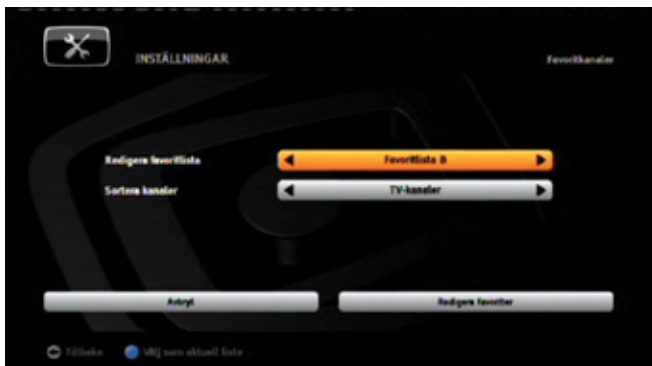 INSTÄLLNINGAR
Favoritkanaler
Redigera favoritlista
Favoritlista B
Sortera kanaler
TV-kanaler
Avbryt
Redigera favoriter
Tillbaka
Välj som aktuell lista